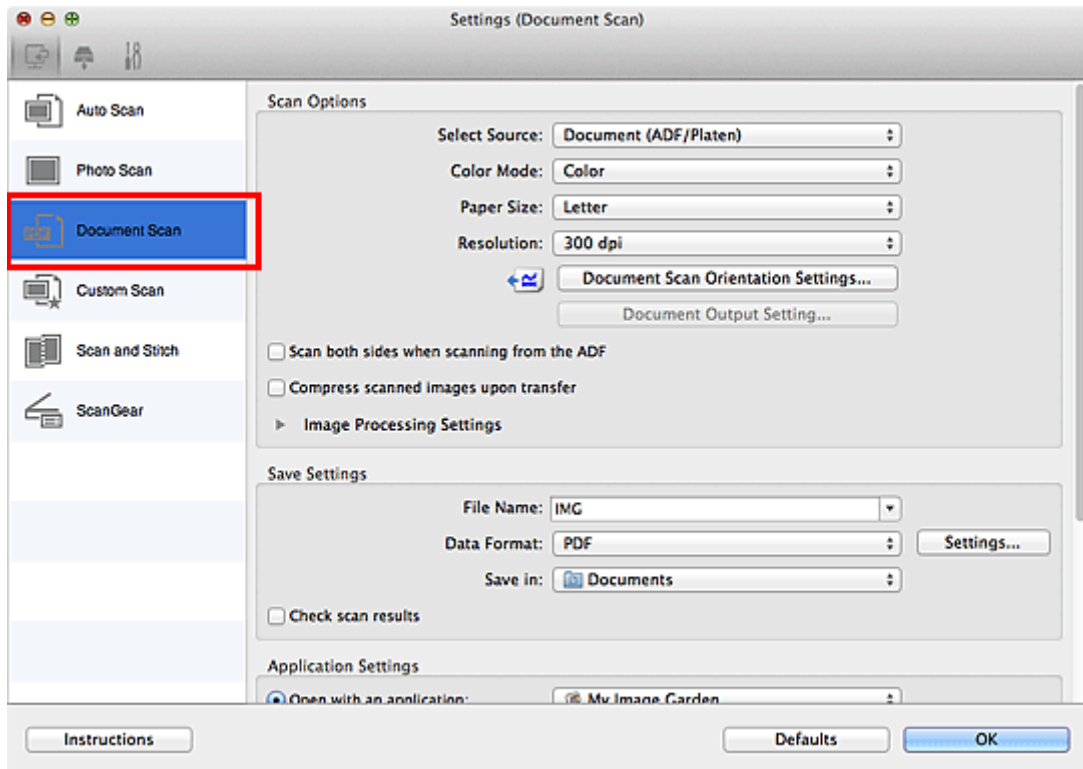 Settings (Document Scan)
Auto Scan
Photo Scan
PDF
Document Scan
Custom Scan
Scan and Stitch
ScanGear
Scan Options
Select Source: Document (ADF/Platen)
Color Mode: Color
Paper Size: Letter
Resolution: 300 dpi
Document Scan Orientation Settings...
Document Output Setting...
Scan both sides when scanning from the ADF
Compress scanned images upon transfer
Image Processing Settings
Save Settings
File Name: IMG
Data Format: PDF Settings...
Save in: Documents
Check scan results
Application Settings
Open with an application: My Image Garden
Instructions Defaults OK